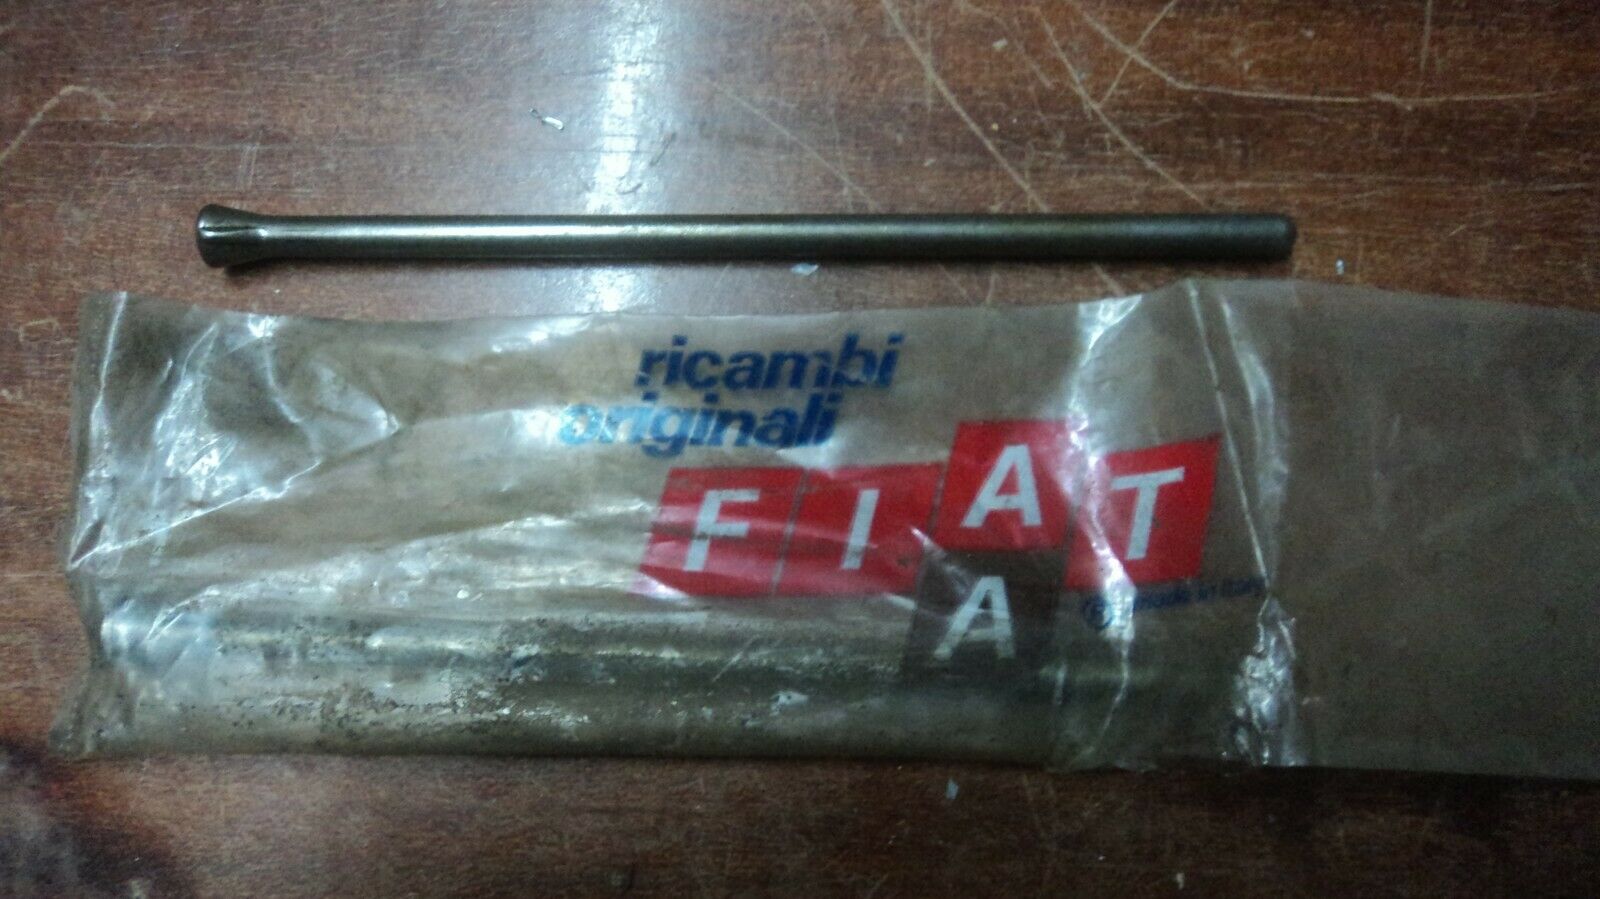 ricambi
originali
FIAT
A
® made in Italy